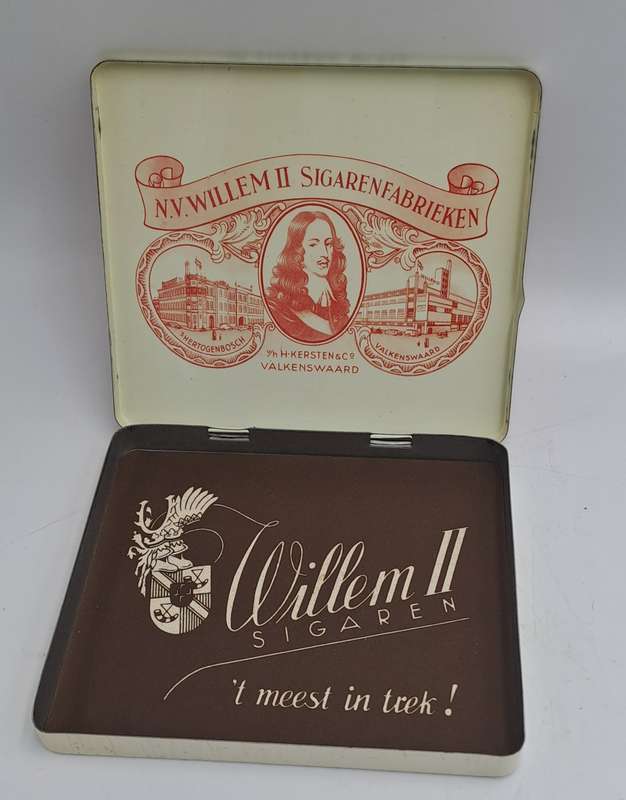 N.V. WILLEM II SIGARENFABRIEKEN
'S HERTOGENBOSCH
VALKENSWAARD
v/h H. KERSTEN & Co
VALKENSWAARD
Willem II
SIGAREN
't meest in trek!